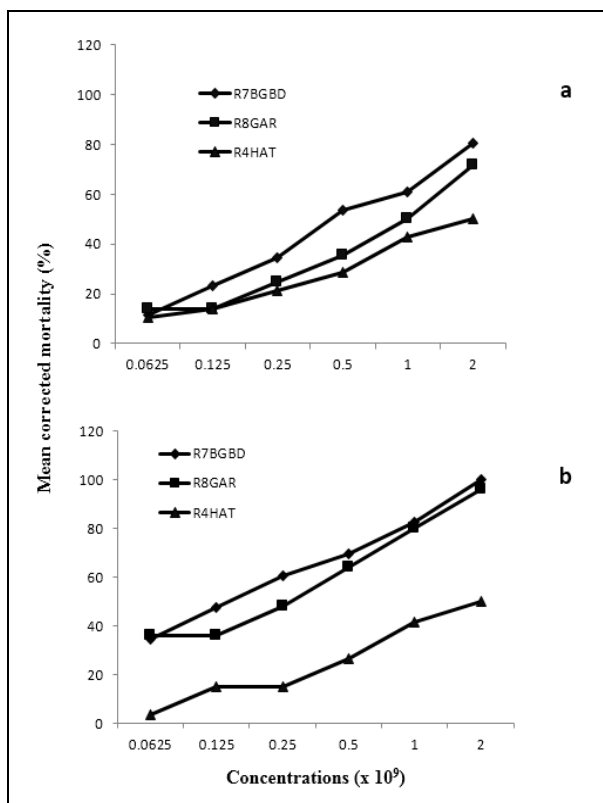 Mean corrected mortality (%)
a
120
100
80
60
40
20
0
R7BGBD
R8GAR
R4HAT
0.0625 0.125 0.25 0.5 1 2
b
120
100
80
60
40
20
0
R7BGBD
R8GAR
R4HAT
0.0625 0.125 0.25 0.5 1 2
Concentrations (x 10⁹)